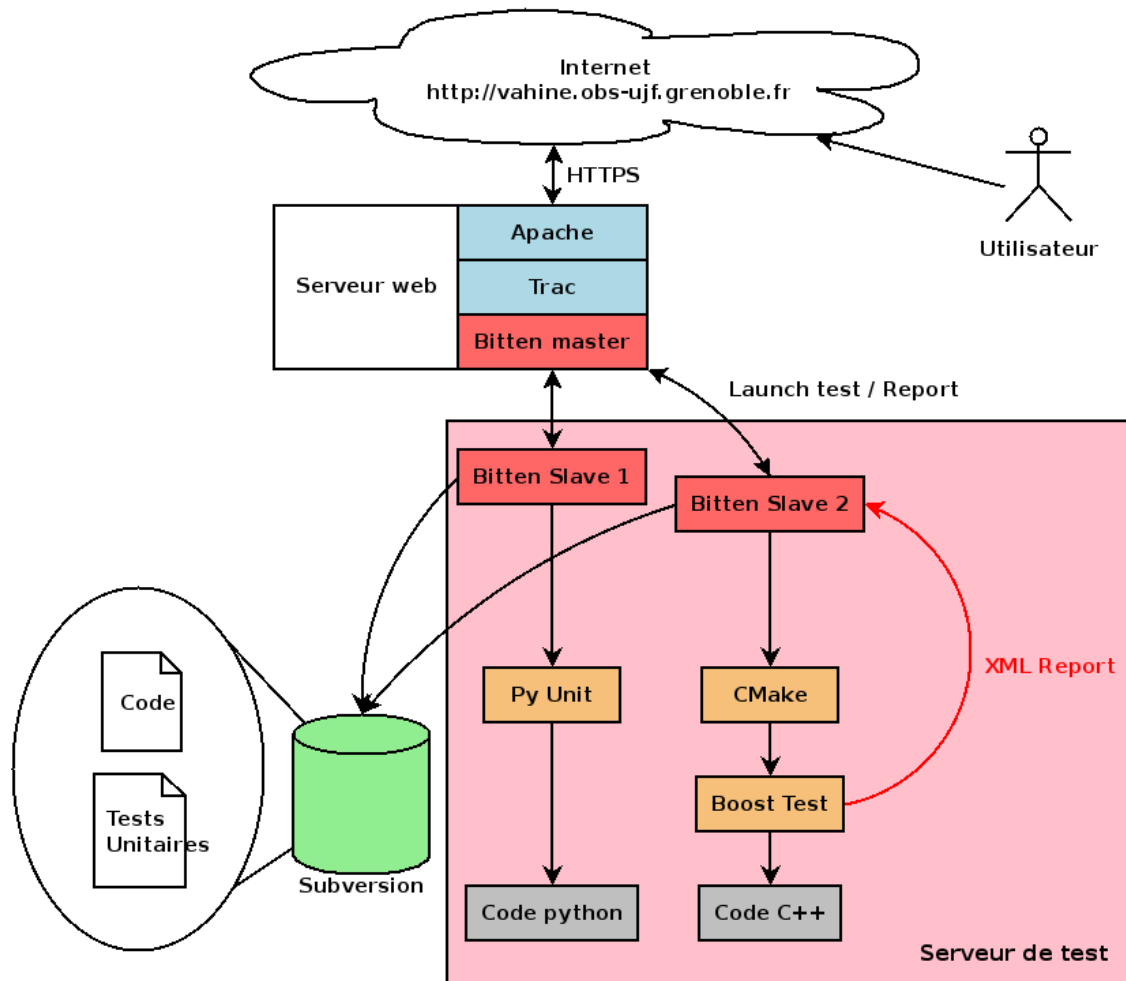 Internet
http://vahine.obs-ujf.grenoble.fr
HTTPS
Utilisateur
Serveur web
Apache
Trac
Bitten master
Launch test / Report
Bitten Slave 1
Bitten Slave 2
XML Report
Py Unit
CMake
Code
Boost Test
Tests
Unitaires
Subversion
Code python
Code C++
Serveur de test